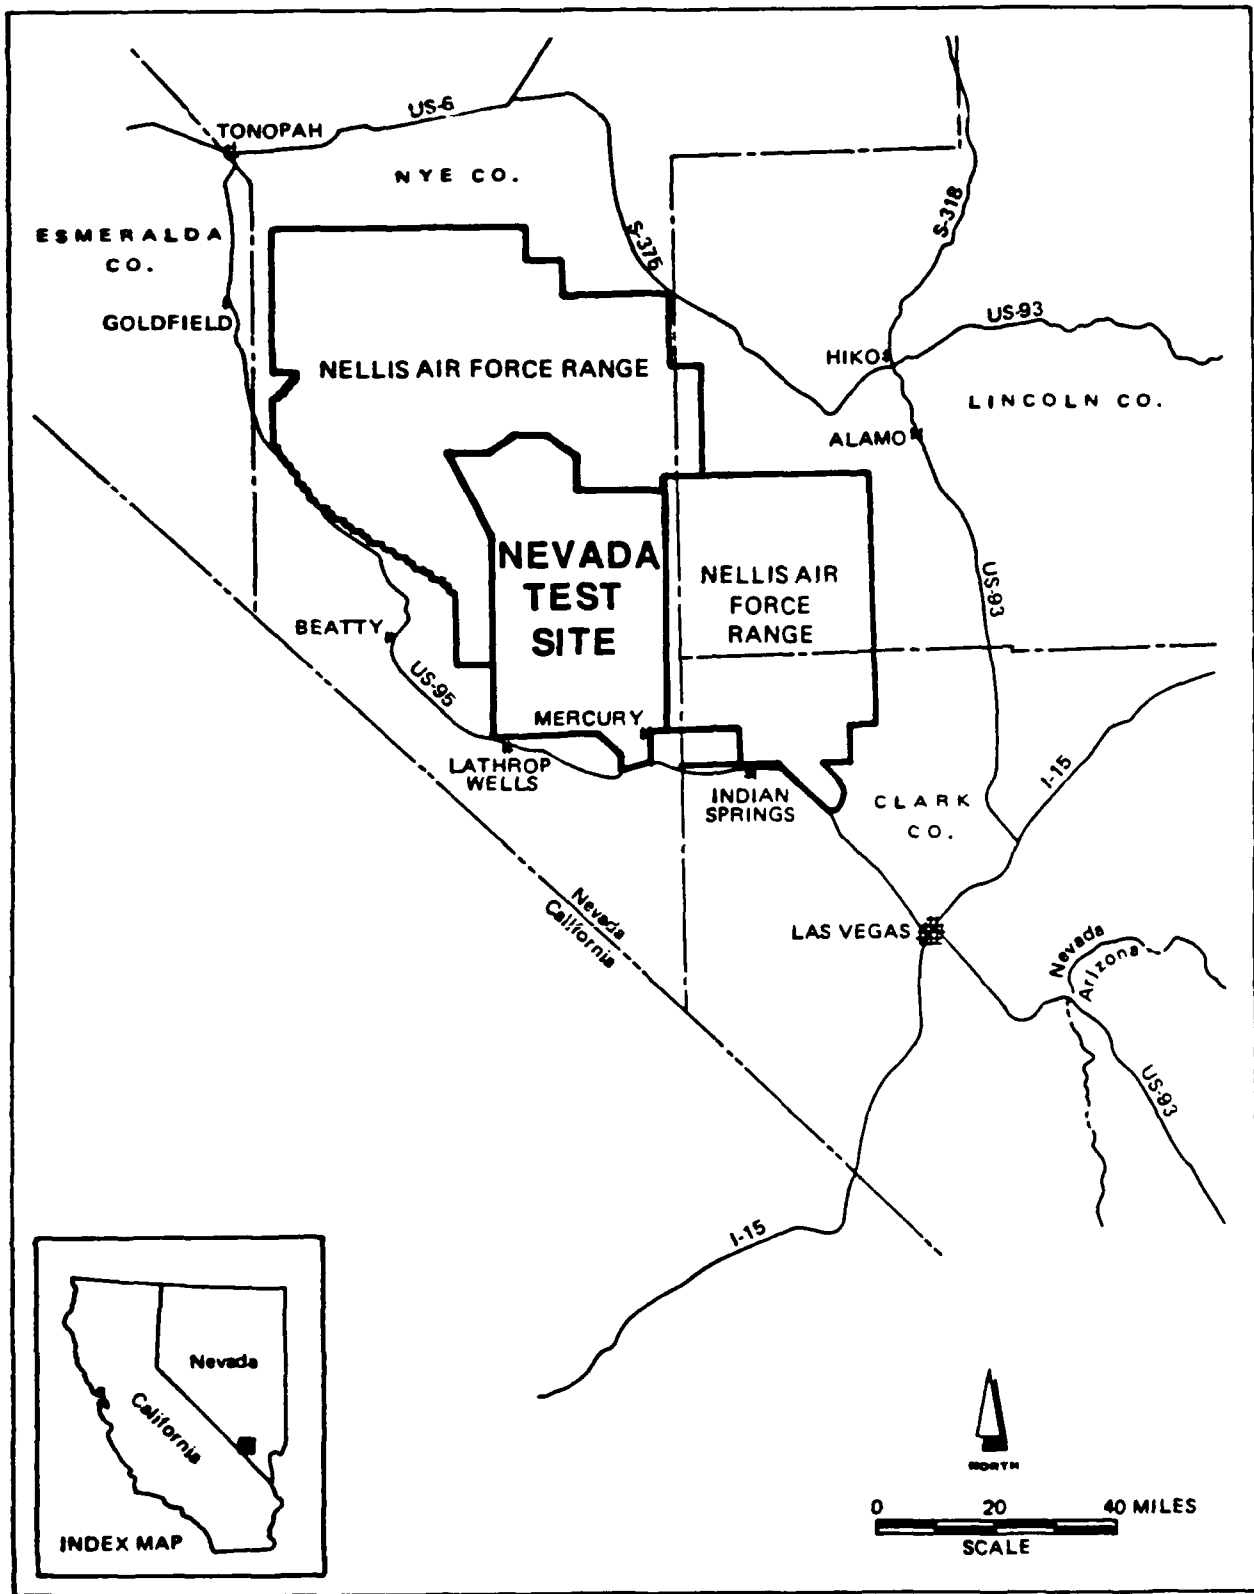 US-6
TONOPAH
NYE CO.
S-318
ESMERALDA
CO.
S-375
US-93
GOLDFIELD
HIKO
NELLIS AIR FORCE RANGE
LINCOLN CO.
ALAMO
NEVADA
TEST
SITE
NELLIS AIR
FORCE
RANGE
US-93
BEATTY
US-95
MERCURY
LATHROP
WELLS
I-15
INDIAN
SPRINGS
CLARK
CO.
Nevada
California
LAS VEGAS
Nevada
Arizona
US-93
I-15
Nevada
California
INDEX MAP
NORTH
0 20 40 MILES
SCALE